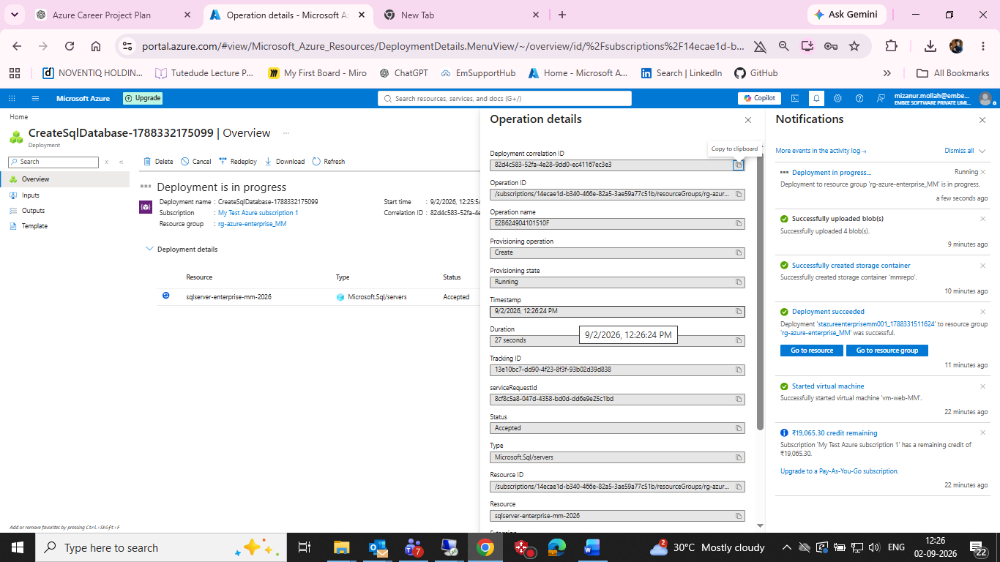 Azure Career Project Plan
Operation details - Microsoft Az
New Tab
Ask Gemini
portal.azure.com/#view/Microsoft_Azure_Resources/DeploymentDetails.MenuView/~/overview/id/%2Fsubscriptions%2F14ecae1d-b...
NOVENTIQ HOLDIN...
Tutedude Lecture P...
My First Board - Miro
ChatGPT
EmSupportHub
Home - Microsoft A...
Search | LinkedIn
GitHub
All Bookmarks
Microsoft Azure
Upgrade
Search resources, services, and docs (G+/)
Copilot
mizanur.mollah@embe...
EMBEE SOFTWARE PRIVATE LIMI...
Home
CreateSqlDatabase-1788332175099 | Overview
Deployment
Search
Overview
Inputs
Outputs
Template
Delete
Cancel
Redeploy
Download
Refresh
Deployment is in progress
Deployment name : CreateSqlDatabase-1788332175099
Subscription : My Test Azure subscription 1
Resource group : rg-azure-enterprise_MM
Start time : 9/2/2026, 12:25:54
Correlation ID : 82d4c583-52fa-4e
Deployment details
Resource Type Status
sqlserver-enterprise-mm-2026 Microsoft.Sql/servers Accepted
Add or remove favorites by pressing Ctrl+Shift+F
Operation details
Copy to clipboard
Deployment correlation ID
82d4c583-52fa-4e28-9dd0-ec41167ec3e3
Operation ID
/subscriptions/14ecae1d-b340-466e-82a5-3ae59a77c51b/resourceGroups/rg-azur...
Operation name
E2B624904101510F
Provisioning operation
Create
Provisioning state
Running
Timestamp
9/2/2026, 12:26:24 PM
Duration
9/2/2026, 12:26:24 PM
27 seconds
Tracking ID
13e10bc7-dd90-4f23-8f3f-93b02d39d838
serviceRequestId
8cf8c5a8-047d-4358-bd0d-dd6e9e25c1bd
Status
Accepted
Type
Microsoft.Sql/servers
Resource ID
/subscriptions/14ecae1d-b340-466e-82a5-3ae59a77c51b/resourceGroups/rg-azur...
Resource
sqlserver-enterprise-mm-2026
Notifications
More events in the activity log →
Dismiss all
Deployment in progress...
Running
Deployment to resource group 'rg-azure-enterprise_MM' is in progress.
a few seconds ago
Successfully uploaded blob(s)
Successfully uploaded 4 blob(s).
9 minutes ago
Successfully created storage container
Successfully created storage container 'mmrepo'.
10 minutes ago
Deployment succeeded
Deployment 'stazureenterprisemm001_1788331511624' to resource group
'rg-azure-enterprise_MM' was successful.
Go to resource
Go to resource group
11 minutes ago
Started virtual machine
Successfully started virtual machine 'vm-web-MM'.
22 minutes ago
₹19,065.30 credit remaining
Subscription 'My Test Azure subscription 1' has a remaining credit of
₹19,065.30.
Upgrade to a Pay-As-You-Go subscription.
22 minutes ago
Type here to search
7
2
30°C Mostly cloudy
ENG
12:26
02-09-2026
22